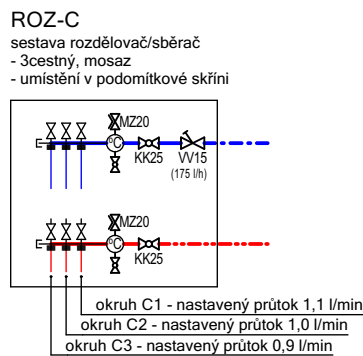 ROZ-C
sestava rozdělovač/sběrač
- 3cestný, mosaz
- umístění v podomítkové skříni
MZ20
°C
KK25
VV15
(175 l/h)
MZ20
°C
KK25
okruh C1 - nastavený průtok 1,1 l/min
okruh C2 - nastavený průtok 1,0 l/min
okruh C3 - nastavený průtok 0,9 l/min